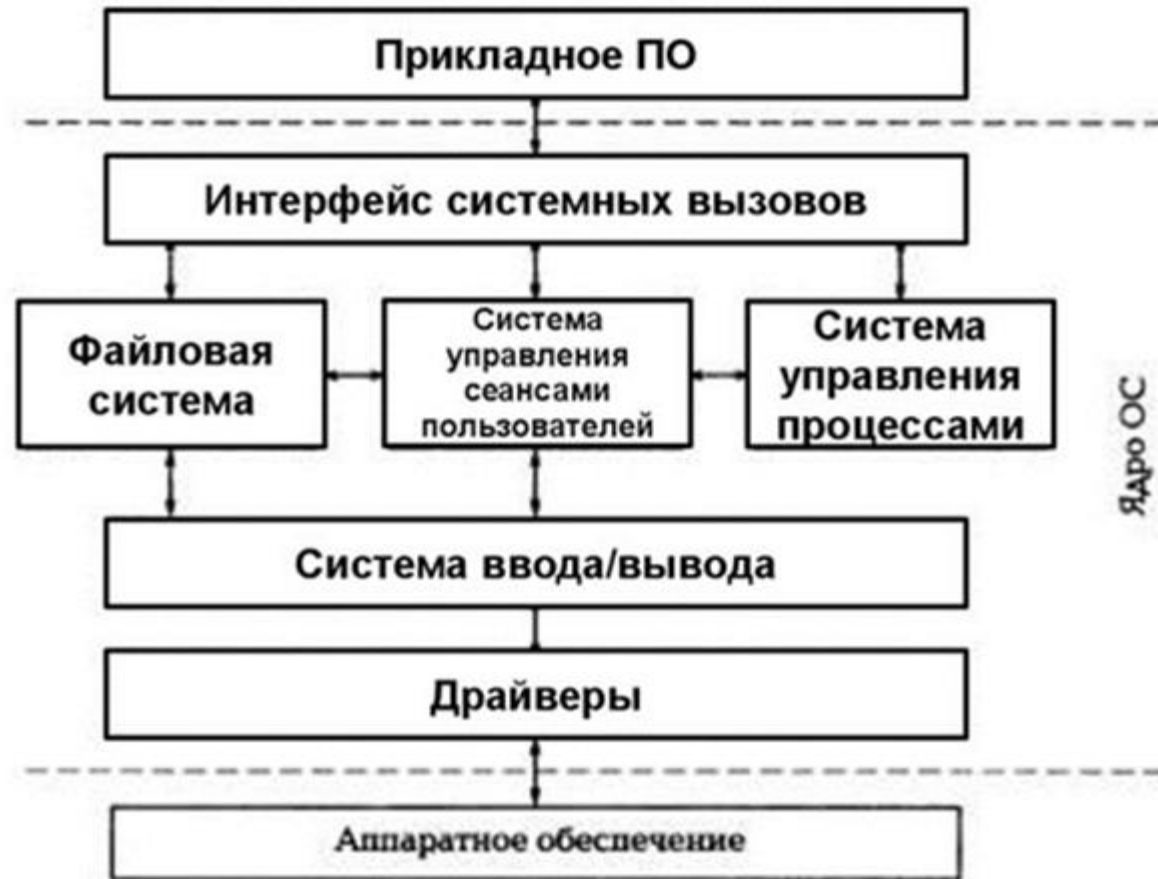 Прикладное ПО
Интерфейс системных вызовов
Файловая
система
Система
управления
сеансами
пользователей
Система
управления
процессами
Ядро ОС
Система ввода/вывода
Драйверы
Аппаратное обеспечение